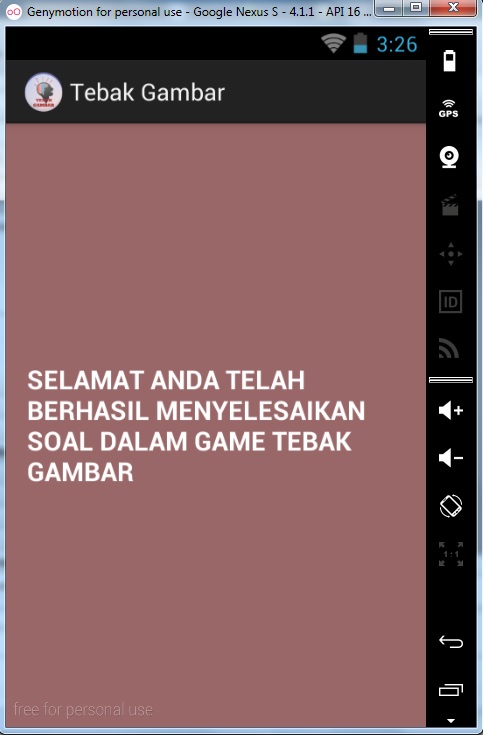 Genymotion for personal use - Google Nexus S - 4.1.1 - API 16 ...
3:26
Tebak Gambar
GPS
ID
SELAMAT ANDA TELAH
BERHASIL MENYELESAIKAN
SOAL DALAM GAME TEBAK
GAMBAR
1:1
free for personal use